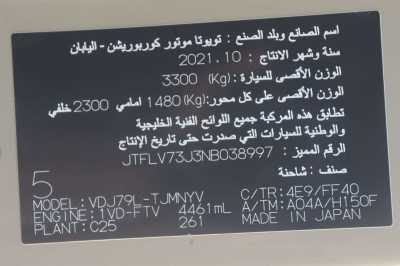 اسم الصانع وبلد الصنع : تويوتا موتور كوربوريشن - اليابان
سنة وشهر الانتاج : 2021.10
الوزن الأقصى للسيارة : (Kg) 3300
الوزن الأقصى على كل محور: (Kg) 1480 امامي 2300 خلفي
تطابق هذه المركبة جميع اللوائح الفنية الخليجية
والوطنية للسيارات التي صدرت حتى تاريخ الإنتاج
الرقم المميز : JTFLV73J3NB038997
صنف : شاحنة
5
MODEL: VDJ79L-TJMNYV C/TR: 4E9/FF40
ENGINE: 1VD-FTV 4461mL A/TM: A04A/H150F
PLANT: C25 261 MADE IN JAPAN